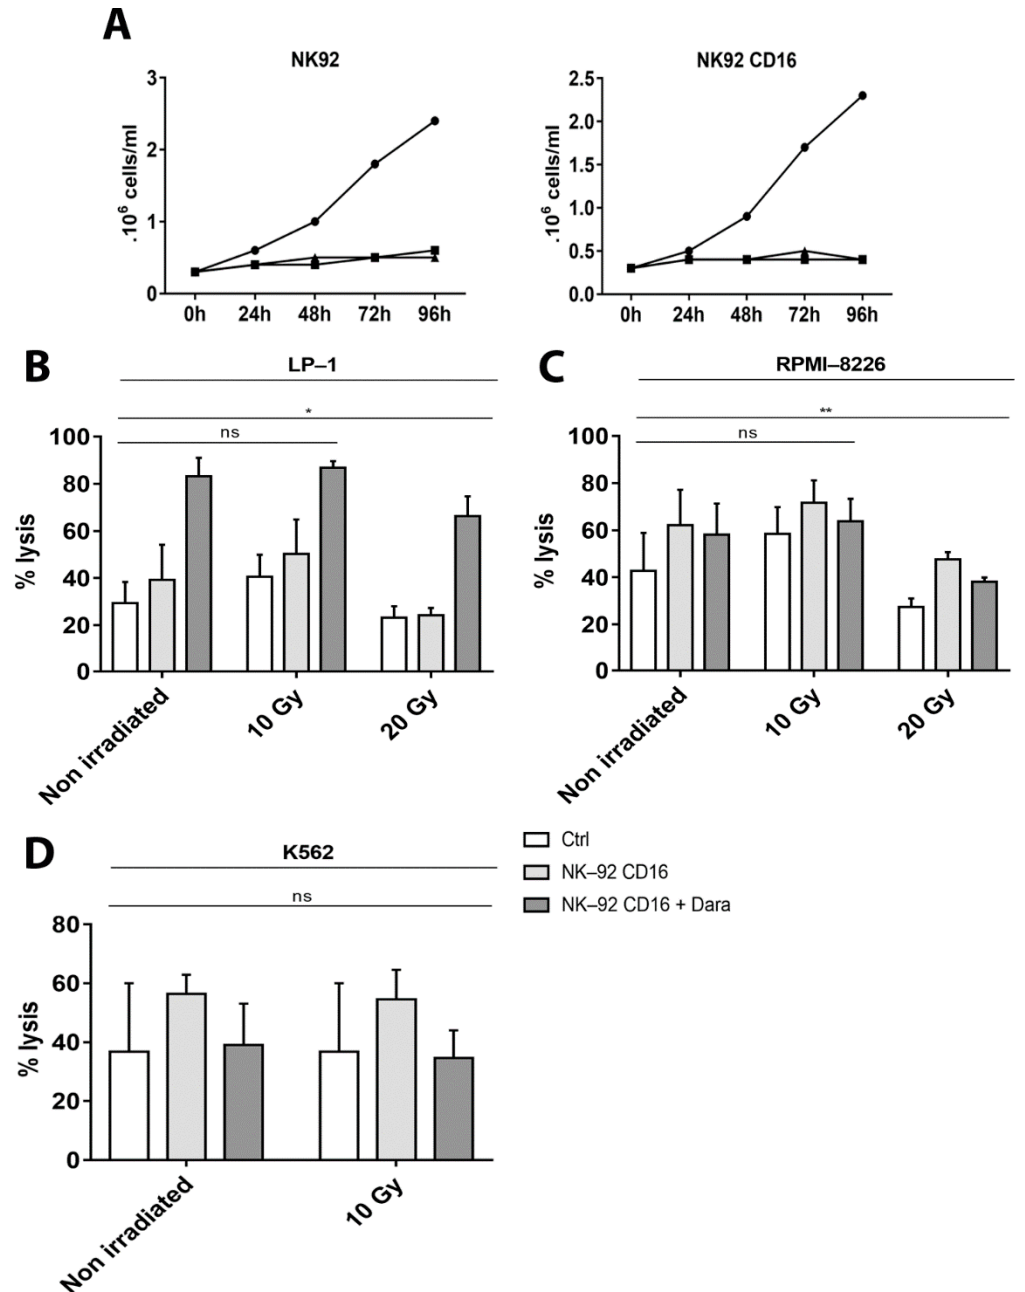 A
NK92
.10⁶ cells/ml
3
2
1
0
0h 24h 48h 72h 96h
NK92 CD16
.10⁶ cells/ml
2.5
2.0
1.5
1.0
0.5
0.0
0h 24h 48h 72h 96h
B
LP–1
*
ns
% lysis
100
80
60
40
20
0
Non irradiated
10 Gy
20 Gy
C
RPMI–8226
**
ns
% lysis
100
80
60
40
20
0
Non irradiated
10 Gy
20 Gy
D
K562
ns
% lysis
80
60
40
20
0
Non irradiated
10 Gy
Ctrl
NK–92 CD16
NK–92 CD16 + Dara